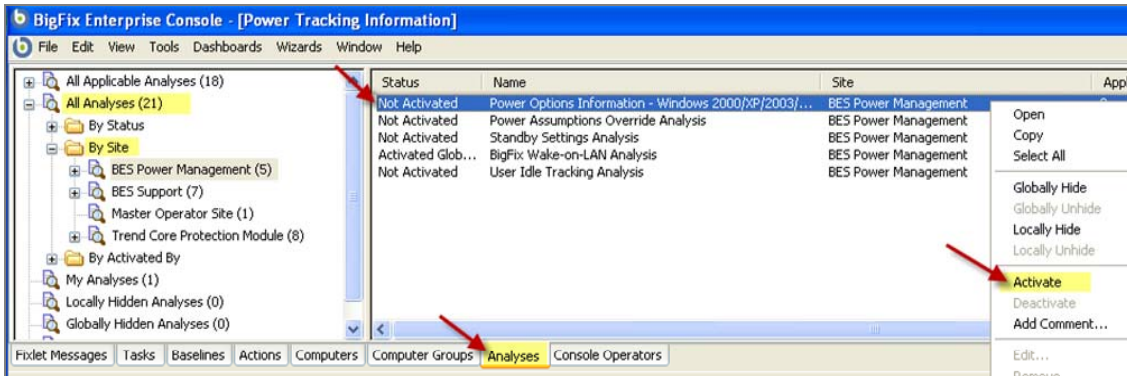 BigFix Enterprise Console - [Power Tracking Information]
File Edit View Tools Dashboards Wizards Window Help
All Applicable Analyses (18)
All Analyses (21)
By Status
By Site
BES Power Management (5)
BES Support (7)
Master Operator Site (1)
Trend Core Protection Module (8)
By Activated By
My Analyses (1)
Locally Hidden Analyses (0)
Globally Hidden Analyses (0)
Status Name Site Appl
Not Activated Power Options Information - Windows 2000/XP/2003/... BES Power Management
Not Activated Power Assumptions Override Analysis BES Power Management
Not Activated Standby Settings Analysis BES Power Management
Activated Glob... BigFix Wake-on-LAN Analysis BES Power Management
Not Activated User Idle Tracking Analysis BES Power Management
Open
Copy
Select All
Globally Hide
Globally Unhide
Locally Hide
Locally Unhide
Activate
Deactivate
Add Comment...
Edit...
Remove
Fixlet Messages Tasks Baselines Actions Computers Computer Groups Analyses Console Operators